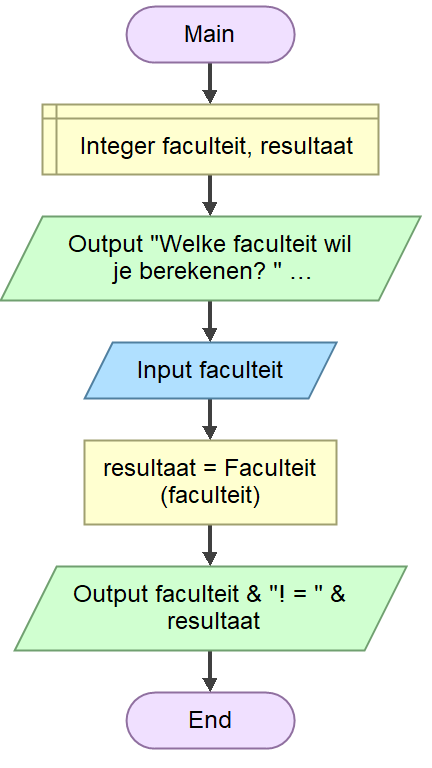 Main
Integer faculteit, resultaat
Output "Welke faculteit wil
je berekenen? " …
Input faculteit
resultaat = Faculteit
(faculteit)
Output faculteit & "! = " &
resultaat
End